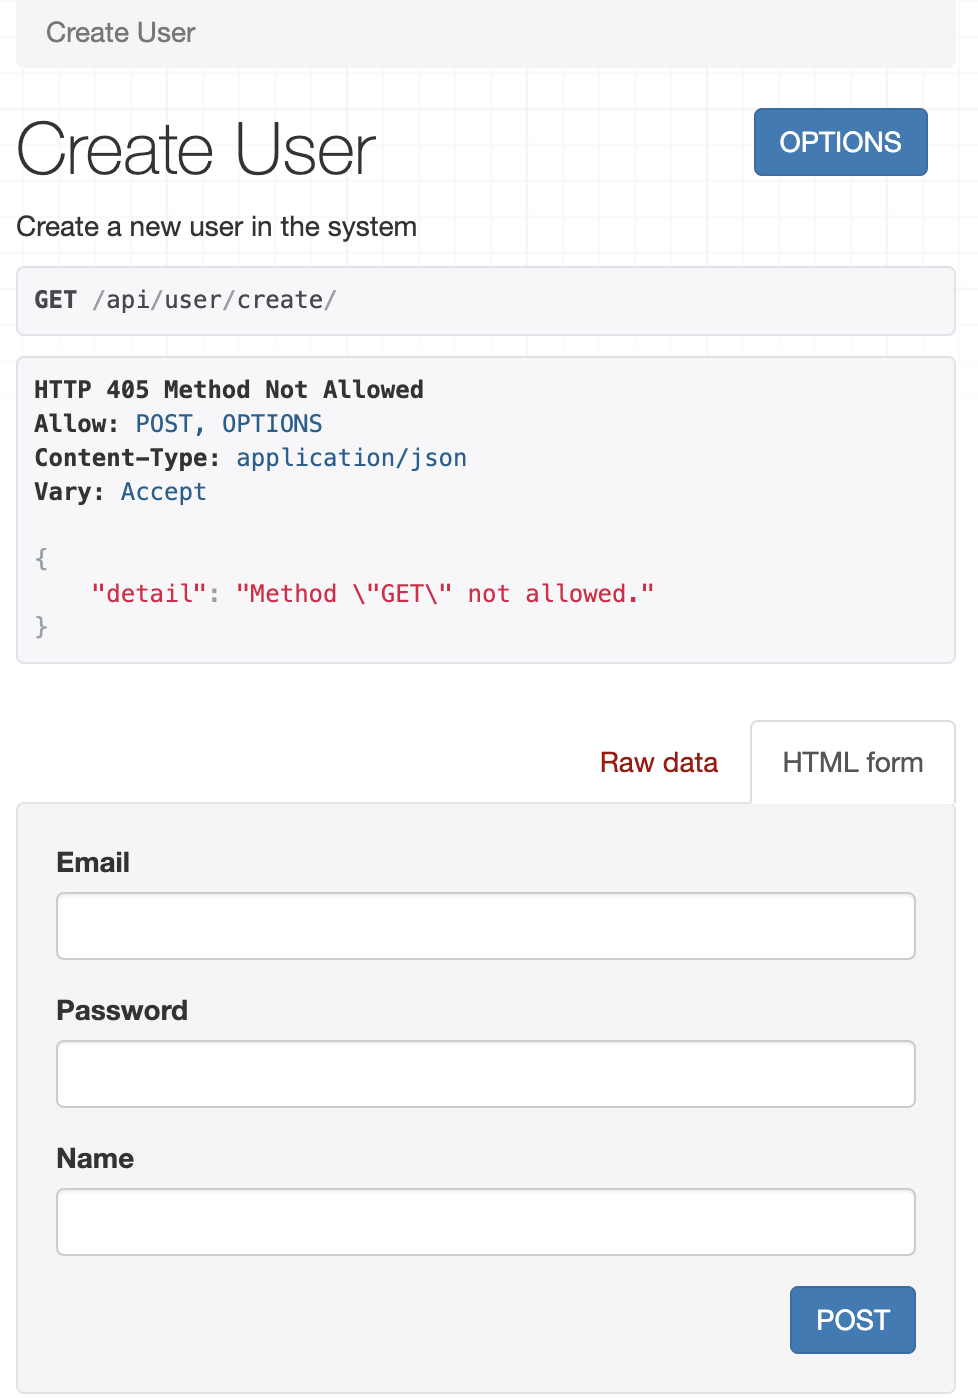 Create User
Create User
OPTIONS
Create a new user in the system
GET /api/user/create/
HTTP 405 Method Not Allowed
Allow: POST, OPTIONS
Content-Type: application/json
Vary: Accept
{
    "detail": "Method \"GET\" not allowed."
}
Raw data
HTML form
Email
Password
Name
POST